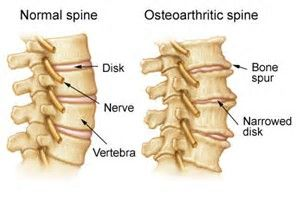 Normal spine
Osteoarthritic spine
Disk
Nerve
Vertebra
Bone
spur
Narrowed
disk